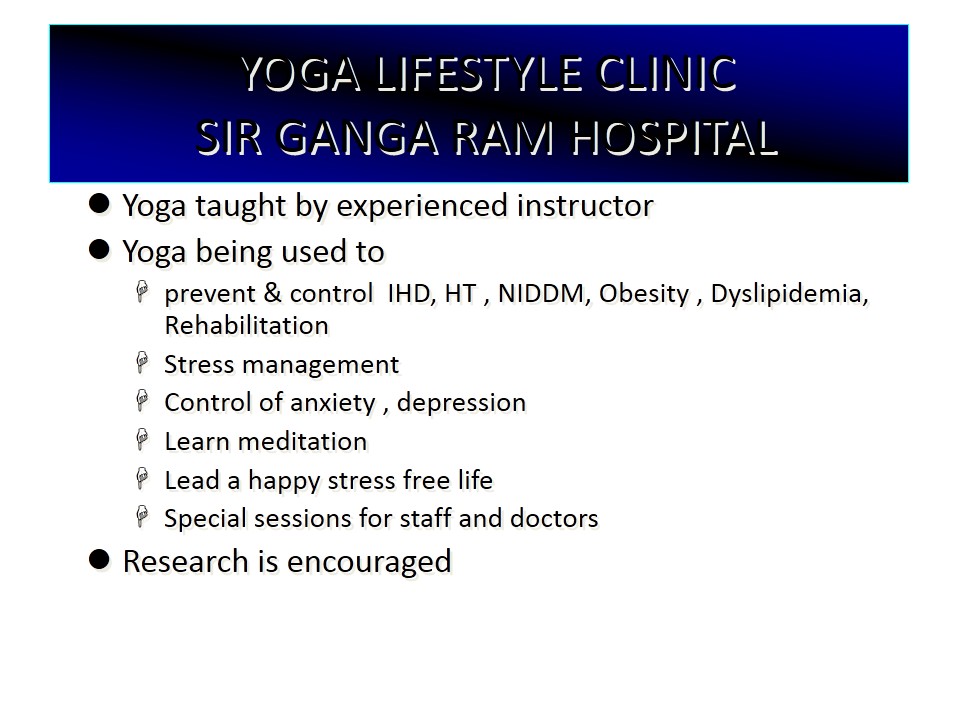 YOGA LIFESTYLE CLINIC
SIR GANGA RAM HOSPITAL
Yoga taught by experienced instructor
Yoga being used to
prevent & control  IHD, HT , NIDDM, Obesity , Dyslipidemia,
Rehabilitation
Stress management
Control of anxiety , depression
Learn meditation
Lead a happy stress free life
Special sessions for staff and doctors
Research is encouraged